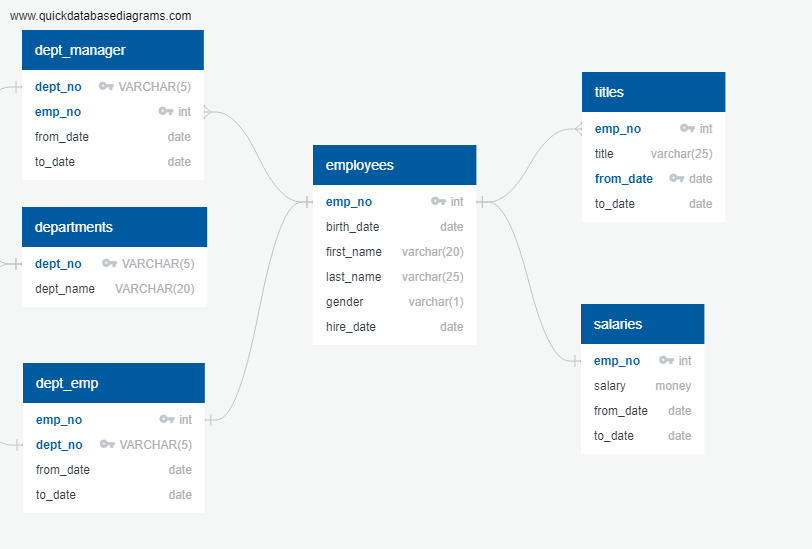 www.quickdatabasediagrams.com
dept_manager
dept_no VARCHAR(5)
emp_no int
from_date date
to_date date
departments
dept_no VARCHAR(5)
dept_name VARCHAR(20)
dept_emp
emp_no int
dept_no VARCHAR(5)
from_date date
to_date date
employees
emp_no int
birth_date date
first_name varchar(20)
last_name varchar(25)
gender varchar(1)
hire_date date
titles
emp_no int
title varchar(25)
from_date date
to_date date
salaries
emp_no int
salary money
from_date date
to_date date